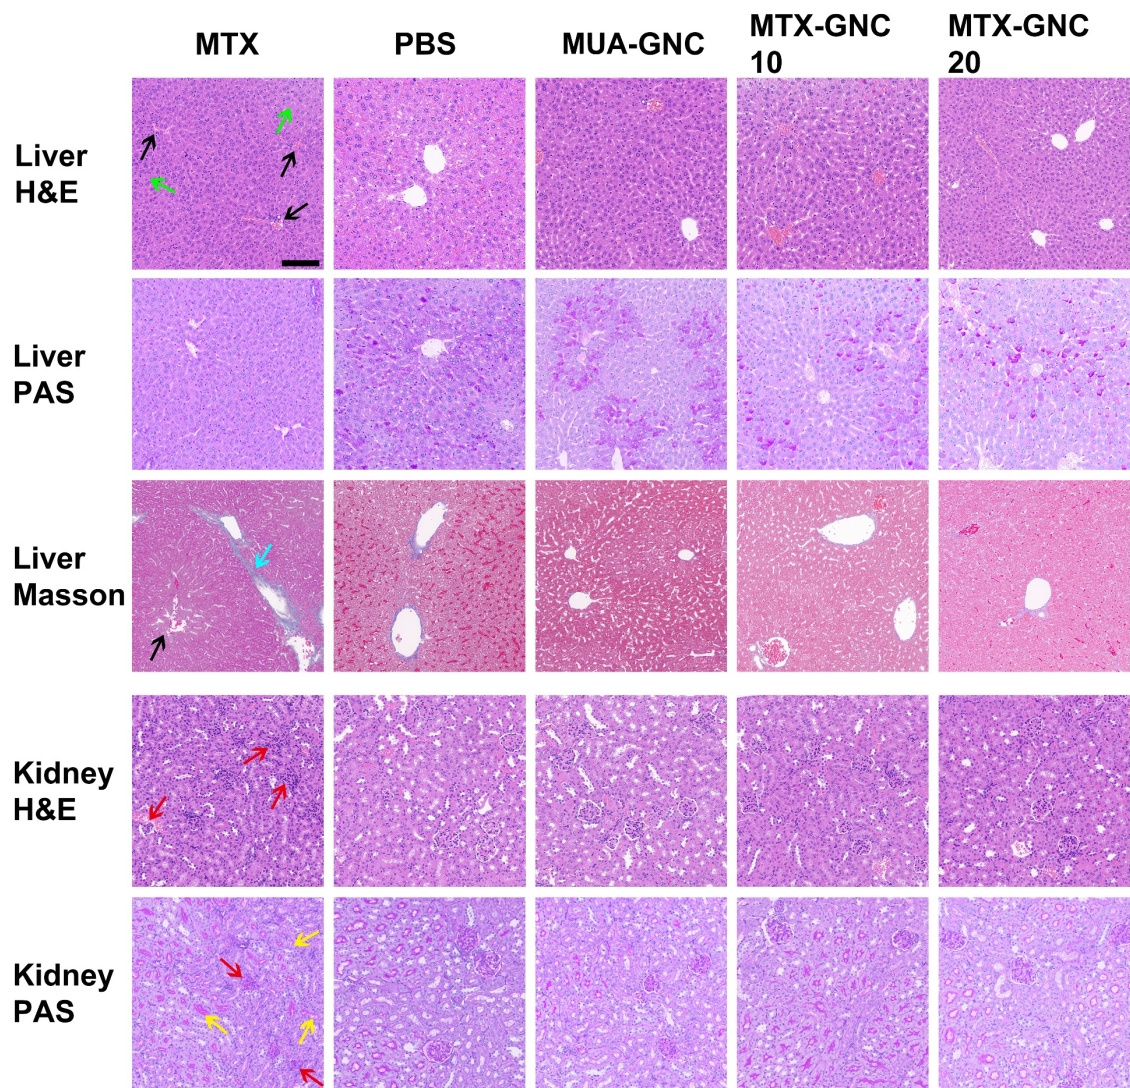 MTX
PBS
MUA-GNC
MTX-GNC
10
MTX-GNC
20
Liver
H&E
Liver
PAS
Liver
Masson
Kidney
H&E
Kidney
PAS